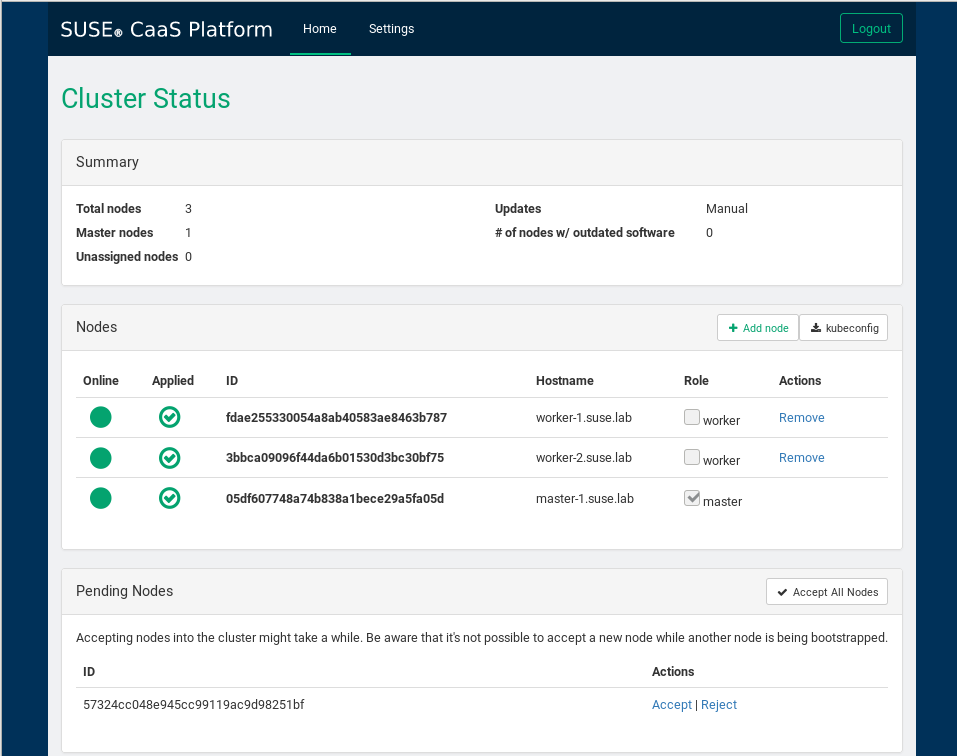 SUSE® CaaS Platform Home Settings Logout
Cluster Status
Summary
Total nodes 3 Updates Manual
Master nodes 1 # of nodes w/ outdated software 0
Unassigned nodes 0
Nodes Add node kubeconfig
Online Applied ID Hostname Role Actions
fdae255330054a8ab40583ae8463b787 worker-1.suse.lab worker Remove
3bbca09096f44da6b01530d3bc30bf75 worker-2.suse.lab worker Remove
05df607748a74b838a1bece29a5fa05d master-1.suse.lab master
Pending Nodes Accept All Nodes
Accepting nodes into the cluster might take a while. Be aware that it's not possible to accept a new node while another node is being bootstrapped.
ID Actions
57324cc048e945cc99119ac9d98251bf Accept | Reject